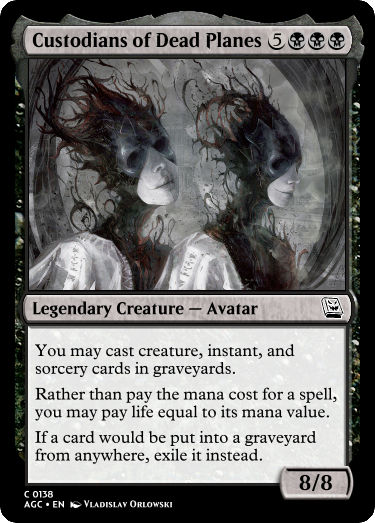 Custodians of Dead Planes 5
Legendary Creature — Avatar
You may cast creature, instant, and
sorcery cards in graveyards.
Rather than pay the mana cost for a spell,
you may pay life equal to its mana value.
If a card would be put into a graveyard
from anywhere, exile it instead.
8/8
C 0138
AGC • EN Vladislav Orlowski